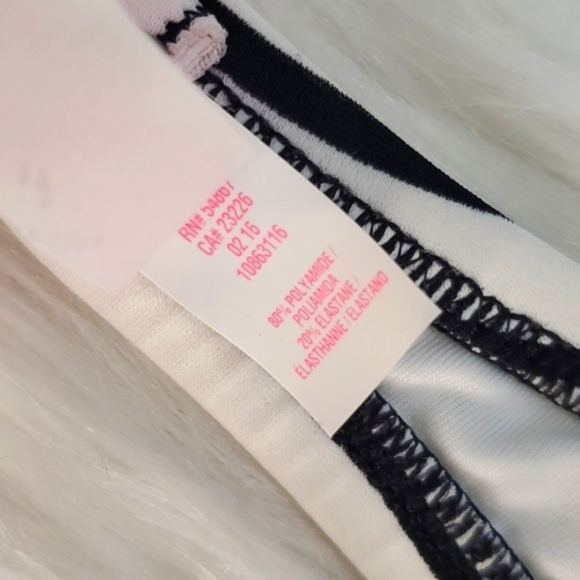 RN# 54867
CA# 23226
02 16
10863116
80% POLYAMIDE /
POLIAMIDA
20% ELASTANE /
ÉLASTHANNE / ELASTANO